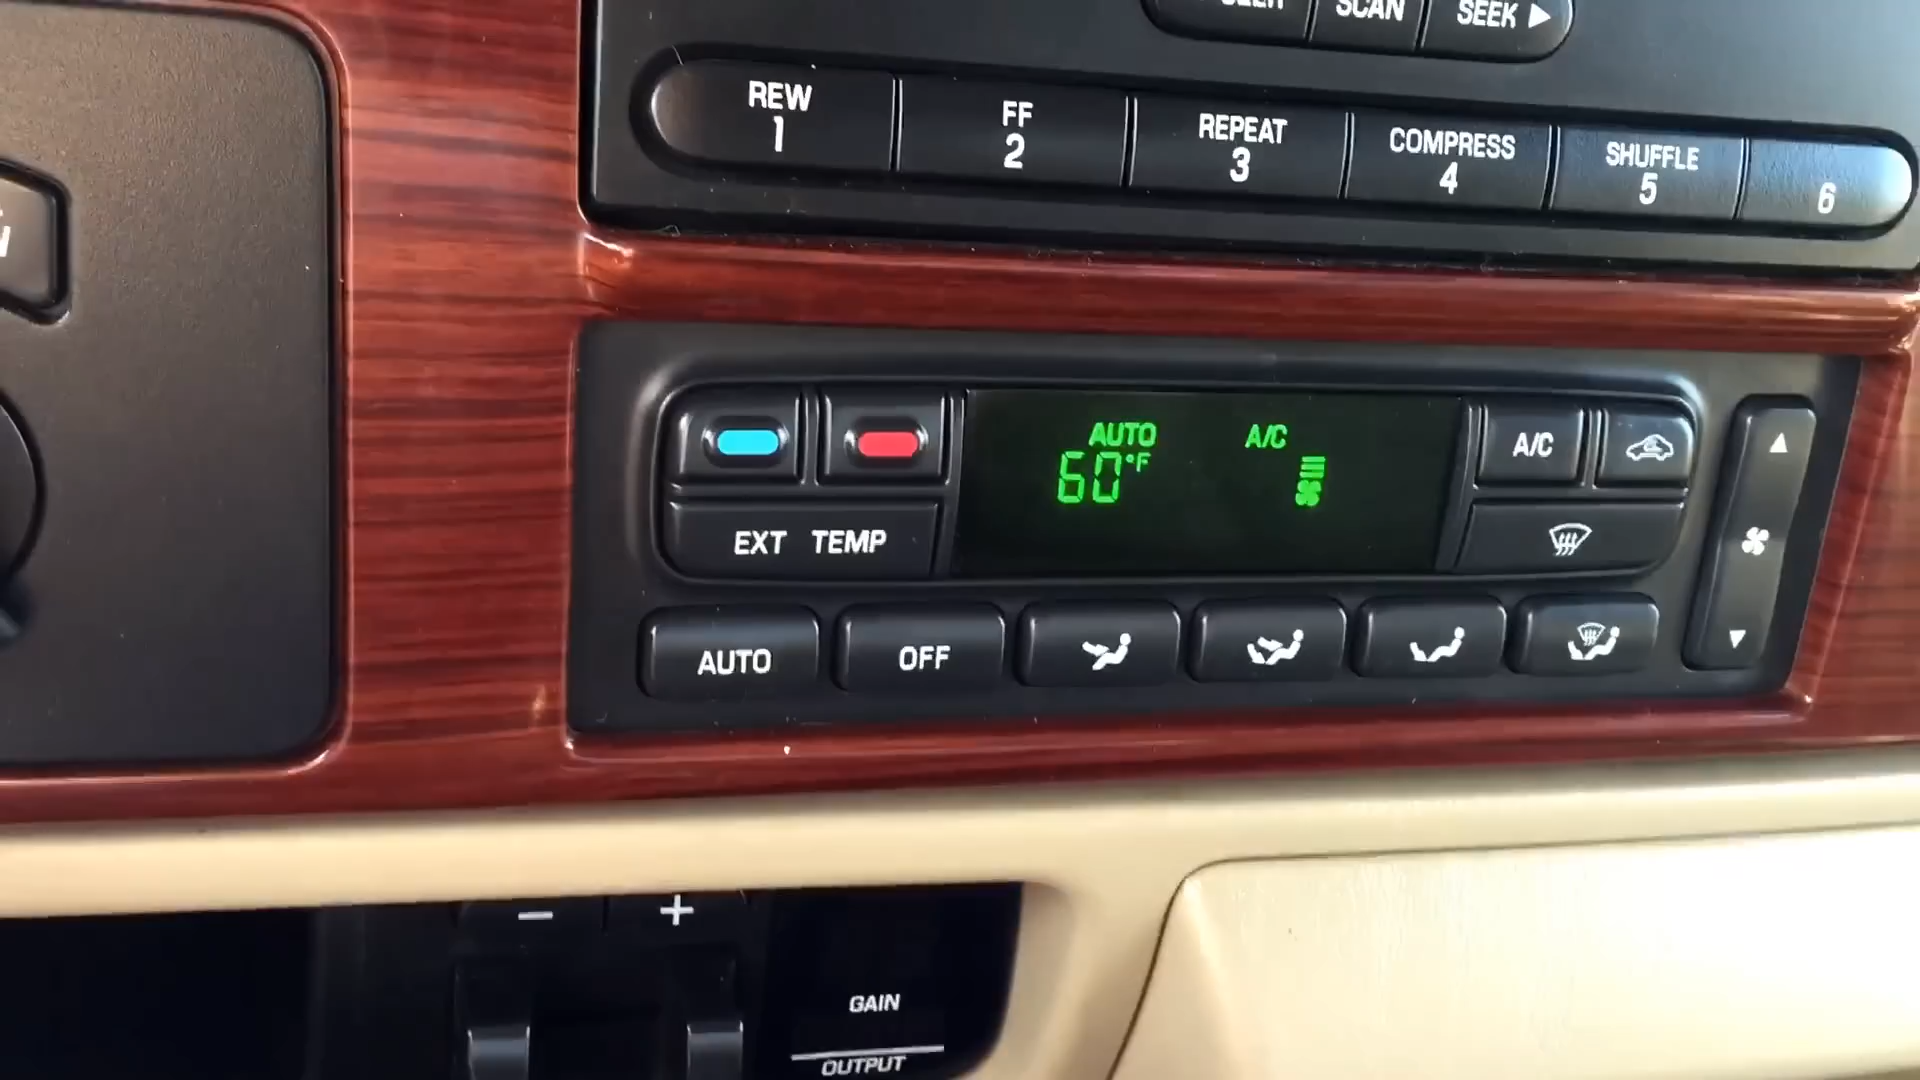 SCAN
SEEK ▶
REW
1
FF
2
REPEAT
3
COMPRESS
4
SHUFFLE
5
6
AUTO
60°F
A/C
A/C
EXT TEMP
AUTO
OFF
− +
GAIN
OUTPUT